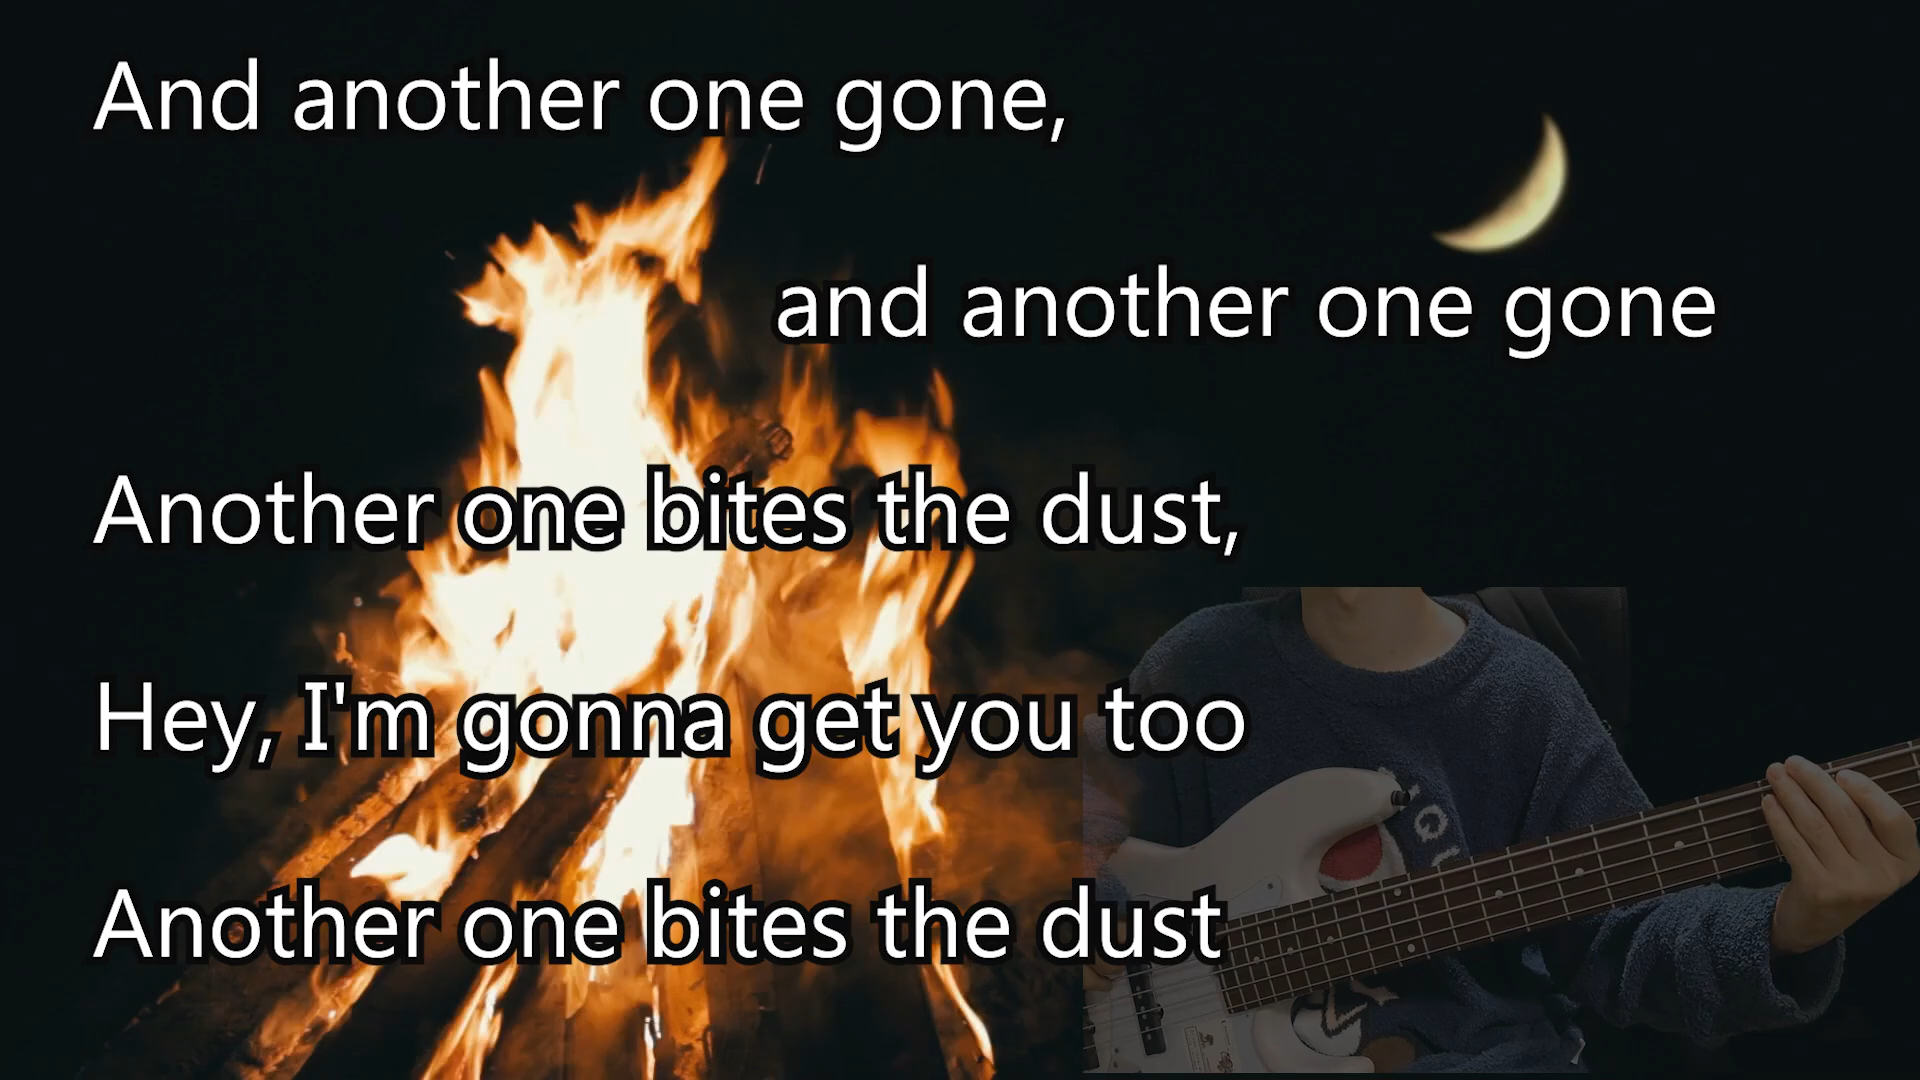 And another one gone,
and another one gone
Another one bites the dust,
Hey, I'm gonna get you too
Another one bites the dust